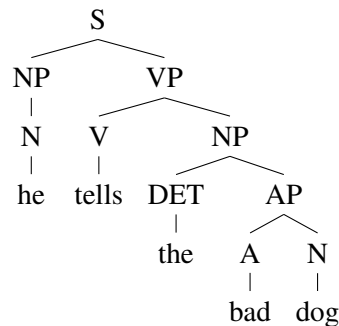 S
NP VP
N V NP
he tells DET AP
the A N
bad dog